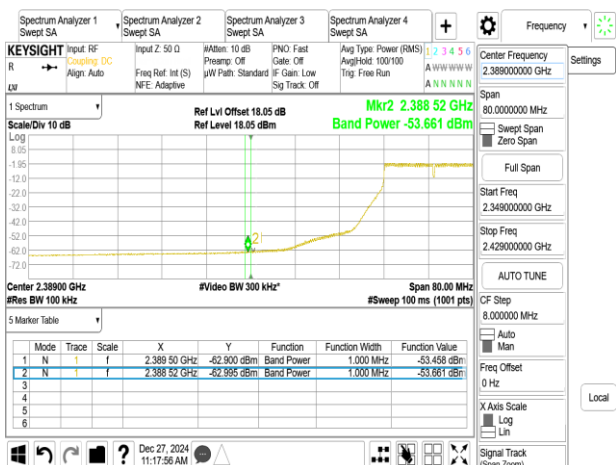 Spectrum Analyzer 1
Swept SA
Spectrum Analyzer 2
Swept SA
Spectrum Analyzer 3
Swept SA
Spectrum Analyzer 4
Swept SA
+
Frequency
KEYSIGHT
R
Input: RF
Coupling: DC
Align: Auto
Input Z: 50 Ω
Freq Ref: Int (S)
NFE: Adaptive
#Atten: 10 dB
Preamp: Off
µW Path: Standard
PNO: Fast
Gate: Off
IF Gain: Low
Sig Track: Off
Avg Type: Power (RMS)
Avg|Hold: 100/100
Trig: Free Run
1 2 3 4 5 6
A W W W W W
A N N N N N
1 Spectrum
Scale/Div 10 dB
Log
Ref Lvl Offset 18.05 dB
Ref Level 18.05 dBm
Mkr2 2.388 52 GHz
Band Power -53.661 dBm
8.05
-1.95
-12.0
-22.0
-32.0
-42.0
-52.0
-62.0
-72.0
2
Center 2.38900 GHz
#Res BW 100 kHz
#Video BW 300 kHz*
Span 80.00 MHz
#Sweep 100 ms (1001 pts)
5 Marker Table
Mode Trace Scale X Y Function Function Width Function Value
1 N 1 f 2.389 50 GHz -62.900 dBm Band Power 1.000 MHz -53.458 dBm
2 N 1 f 2.388 52 GHz -62.995 dBm Band Power 1.000 MHz -53.661 dBm
3
4
5
6
?
Dec 27, 2024
11:17:56 AM
Center Frequency
2.389000000 GHz
Span
80.0000000 MHz
Swept Span
Zero Span
Full Span
Start Freq
2.349000000 GHz
Stop Freq
2.429000000 GHz
AUTO TUNE
CF Step
8.000000 MHz
Auto
Man
Freq Offset
0 Hz
X Axis Scale
Log
Lin
Signal Track
(Span Zoom)
Settings
Local